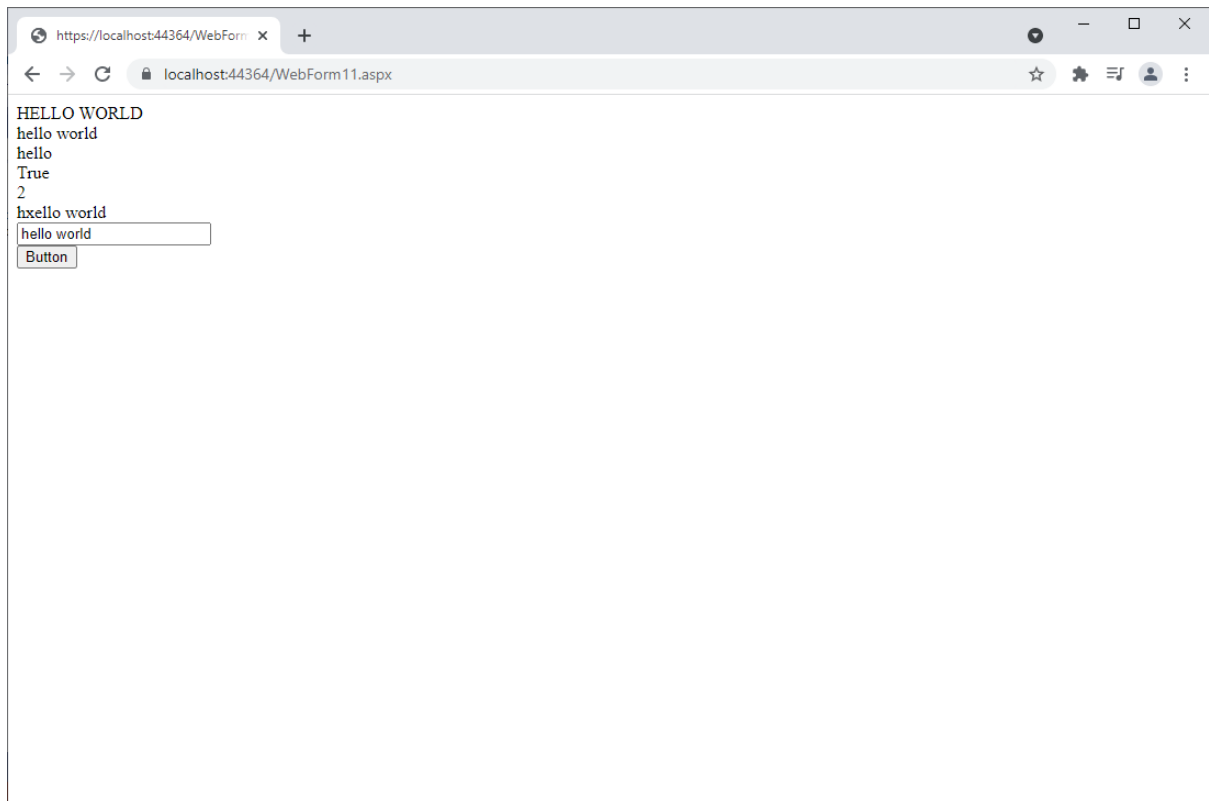 https://localhost:44364/WebForm
localhost:44364/WebForm11.aspx
HELLO WORLD
hello world
hello
True
2
hxello world
hello world
Button